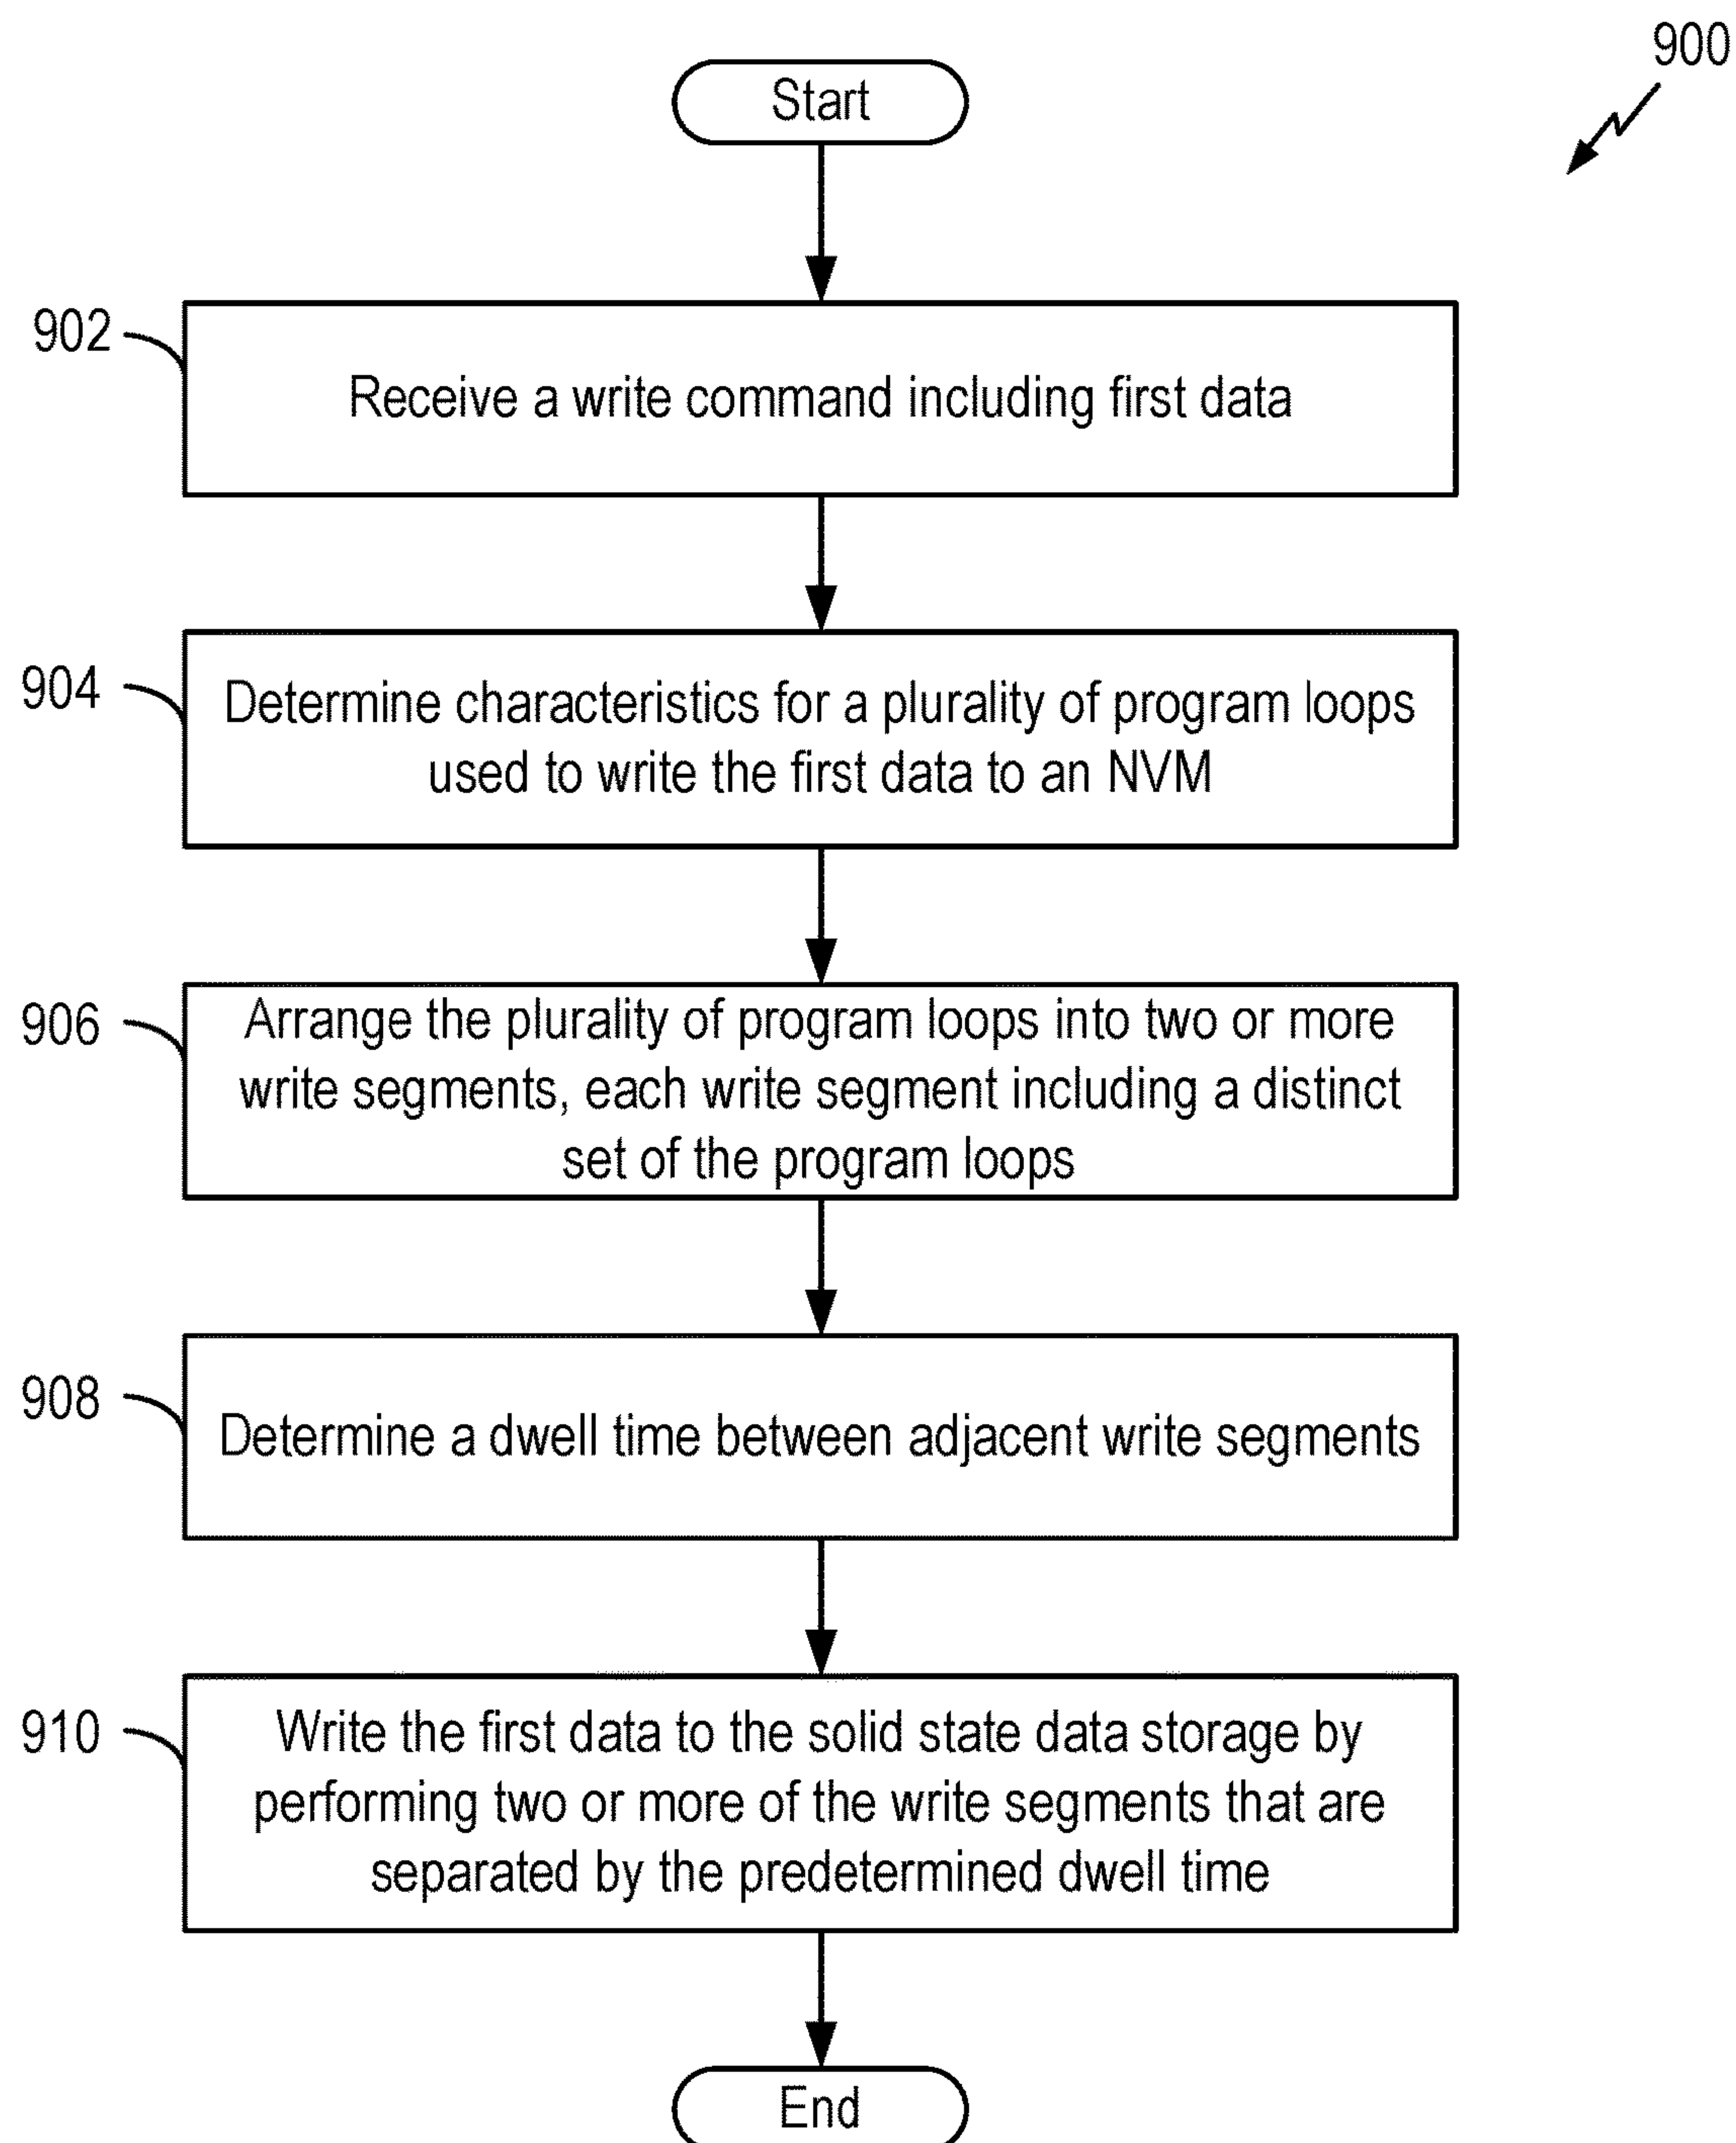 900
Start
902
Receive a write command including first data
904
Determine characteristics for a plurality of program loops
used to write the first data to an NVM
906
Arrange the plurality of program loops into two or more
write segments, each write segment including a distinct
set of the program loops
908
Determine a dwell time between adjacent write segments
910
Write the first data to the solid state data storage by
performing two or more of the write segments that are
separated by the predetermined dwell time
End